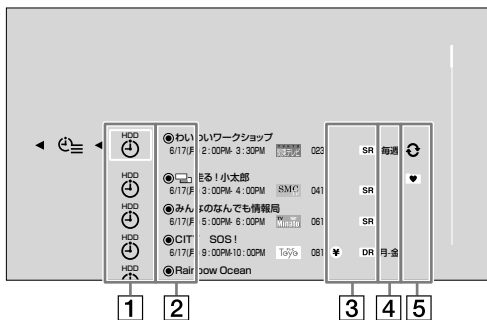 HDD
◉わいわいワークショップ
6/17(月) 2:00PM- 3:30PM 023 SR 毎週
HDD
走る!小太郎
6/17(月) 3:00PM- 4:00PM SMC 041 SR
HDD
◉みんなのなんでも情報局
6/17(月) 5:00PM- 6:00PM TV Minato 061 SR
HDD
◉CITY SOS!
6/17(月) 9:00PM-10:00PM Toyo 081 ¥ DR 月-金
HDD
◉Rainbow Ocean
1 2 3 4 5